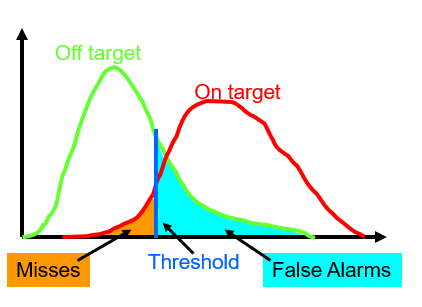 Off target
On target
Misses
Threshold
False Alarms